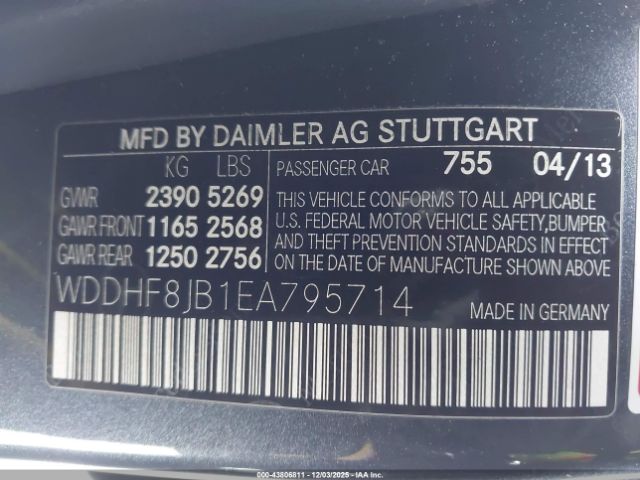 MFD BY DAIMLER AG STUTTGART
KG LBS PASSENGER CAR 755 04/13
GVWR 2390 5269
GAWR FRONT 1165 2568
GAWR REAR 1250 2756
THIS VEHICLE CONFORMS TO ALL APPLICABLE
U.S. FEDERAL MOTOR VEHICLE SAFETY, BUMPER
AND THEFT PREVENTION STANDARDS IN EFFECT
ON THE DATE OF MANUFACTURE SHOWN ABOVE
WDDHF8JB1EA795714 MADE IN GERMANY
000-43806811 - 12/03/2025 - IAA Inc.